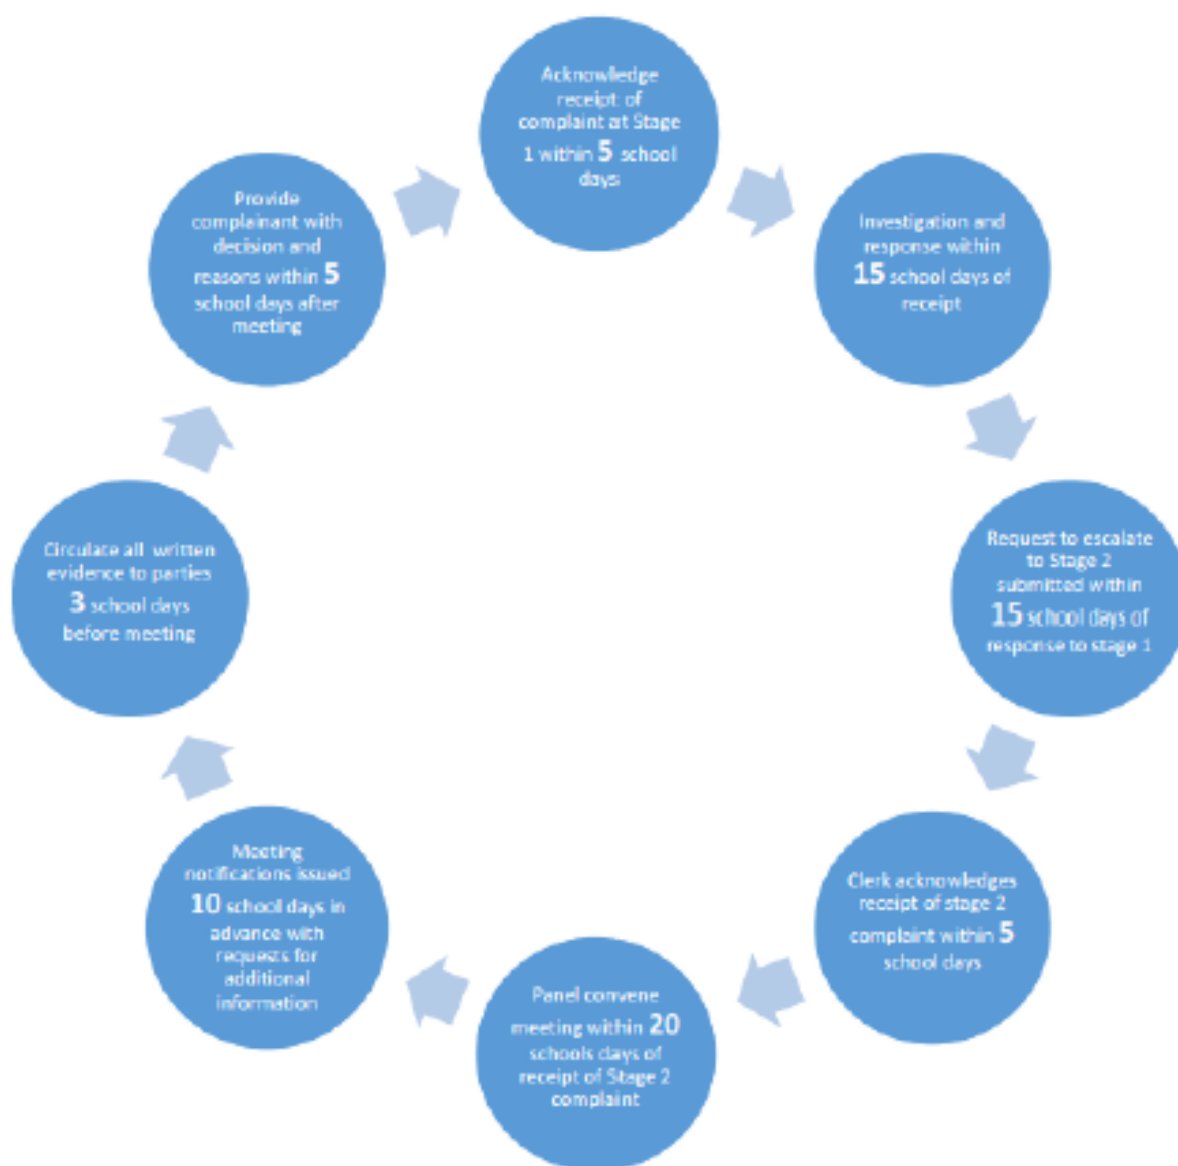 Acknowledge
receipt of
complaint at Stage
1 within 5 school
days
Investigation and
response within
15 school days of
receipt
Request to escalate
to Stage 2
submitted within
15 school days of
response to stage 1
Clerk acknowledges
receipt of stage 2
complaint within 5
school days
Panel convene
meeting within 20
schools days of
receipt of Stage 2
complaint
Meeting
notifications issued
10 school days in
advance with
requests for
additional
information
Circulate all written
evidence to parties
3 school days
before meeting
Provide
complainant with
decision and
reasons within 5
school days after
meeting